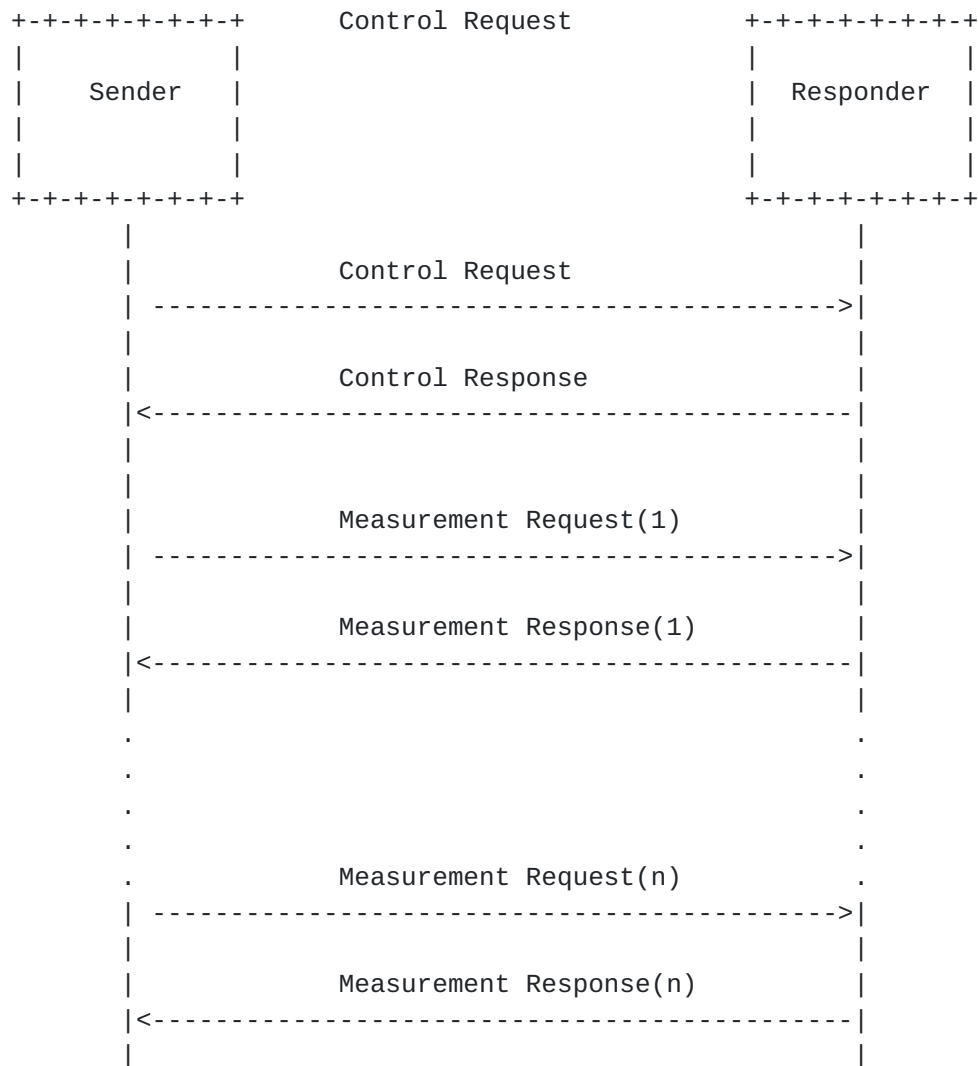 +-+-+-+-+-+-+-+      Control Request           +-+-+-+-+-+-+-+
|             |                                |             |
|    Sender   |                                |  Responder  |
|             |                                |             |
|             |                                |             |
+-+-+-+-+-+-+-+                                +-+-+-+-+-+-+-+
       |                                              |
       |             Control Request                  |
       | -------------------------------------------->|
       |                                              |
       |             Control Response                 |
       |<---------------------------------------------|
       |                                              |
       |                                              |
       |             Measurement Request(1)           |
       | -------------------------------------------->|
       |                                              |
       |             Measurement Response(1)          |
       |<---------------------------------------------|
       |                                              |
       .                                              .
       .                                              .
       .                                              .
       .                                              .
       .             Measurement Request(n)           .
       | -------------------------------------------->|
       |                                              |
       |             Measurement Response(n)          |
       |<---------------------------------------------|
       |                                              |